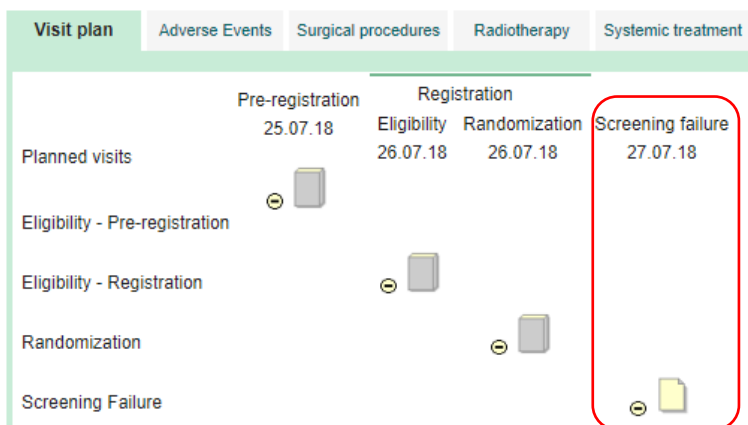 Visit plan Adverse Events Surgical procedures Radiotherapy Systemic treatment
Registration
Pre-registration Eligibility Randomization Screening failure
25.07.18 26.07.18 26.07.18 27.07.18
Planned visits
Eligibility - Pre-registration
Eligibility - Registration
Randomization
Screening Failure